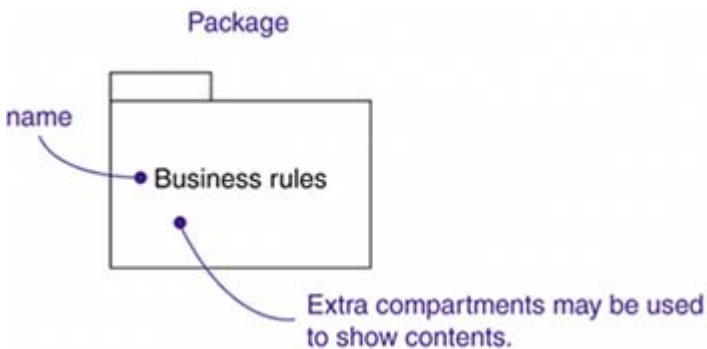 Package
name
Business rules
Extra compartments may be used
to show contents.